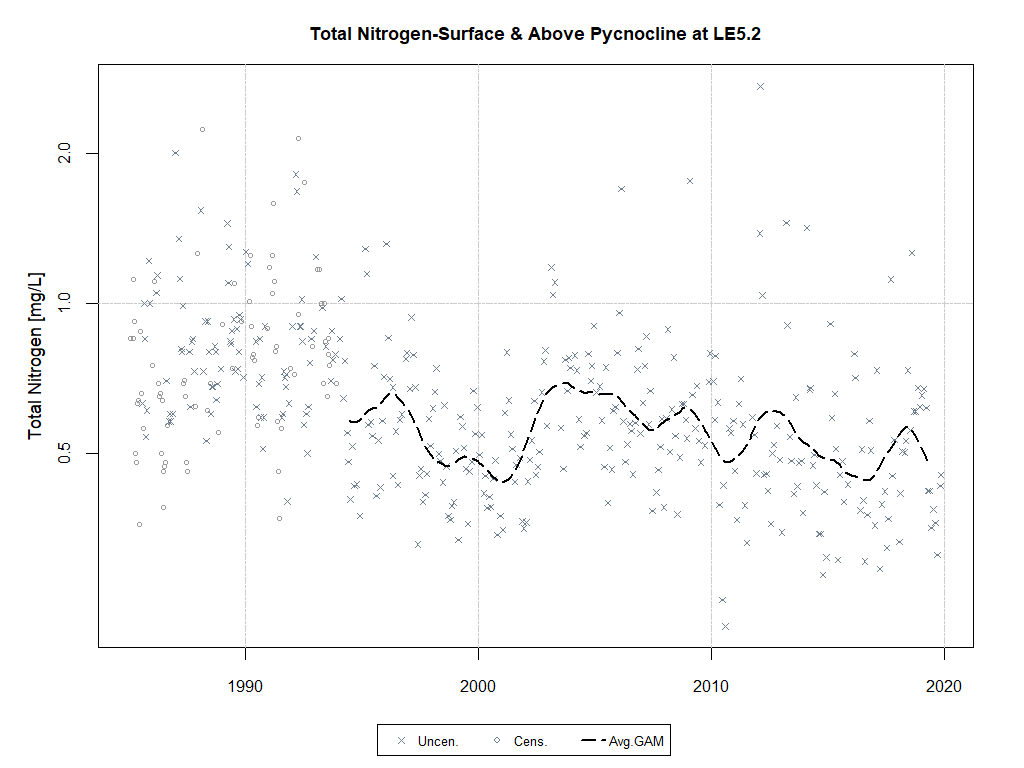 Total Nitrogen-Surface & Above Pycnocline at LE5.2
Total Nitrogen [mg/L]
2.0
1.0
0.5
1990 2000 2010 2020
Uncen. Cens. Avg.GAM